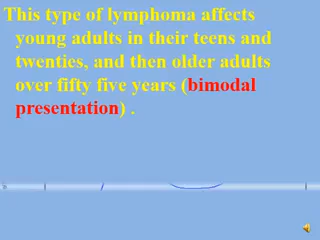 This type of lymphoma affects
young adults in their teens and
twenties, and then older adults
over fifty five years (bimodal
presentation) .